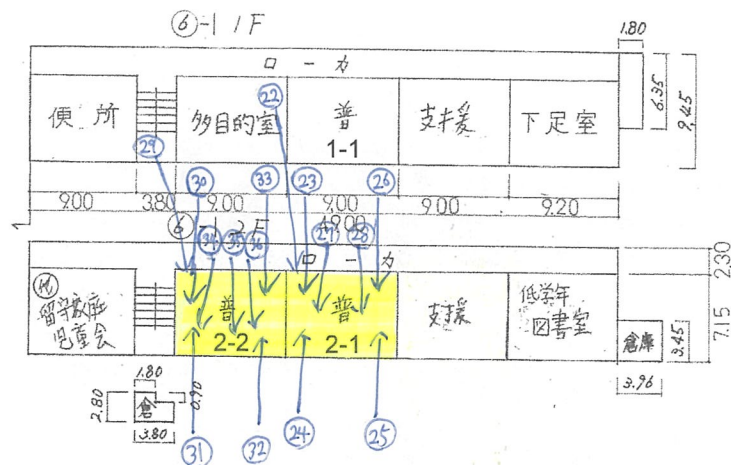 ⑥-1 1F
1.80
ローカ
6.35
9.45
便所
多目的室
普
1-1
支援
下足室
㉒
㉙
㉚
㉝
㉓
㉖
9.00
3.80
9.00
9.00
9.00
9.20
49.00
⑥-1 2F
㉞
㉟
㊱
㉗
㉘
ローカ
2.30
7.15
留守家庭
児童会
普
2-2
普
2-1
支援
低学年
図書室
倉庫
3.45
3.96
1.80
2.80
倉
0.90
3.80
㉛
㉜
㉔
㉕